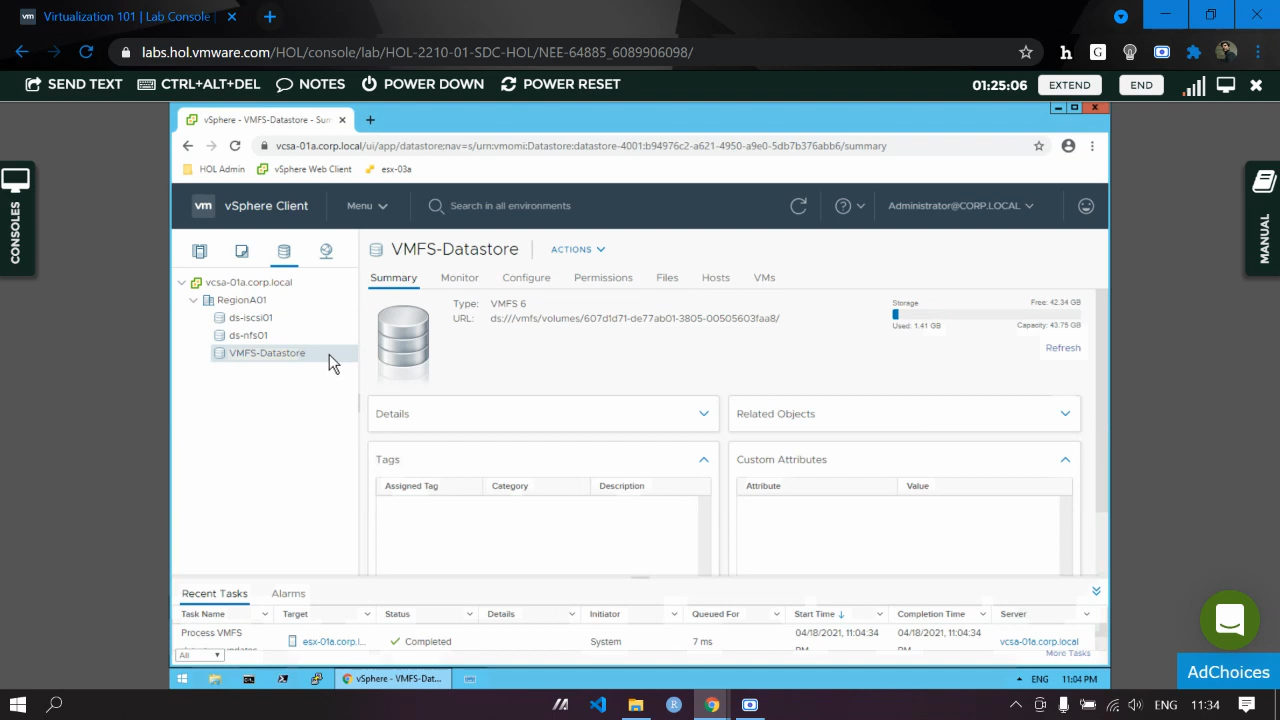 vm Virtualization 101 | Lab Console
labs.hol.vmware.com/HOL/console/lab/HOL-2210-01-SDC-HOL/NEE-64885_6089906098/
SEND TEXT CTRL+ALT+DEL NOTES POWER DOWN POWER RESET 01:25:06 EXTEND END
vSphere - VMFS-Datastore - Sum
vcsa-01a.corp.local/ui/app/datastore;nav=s/urn:vmomi:Datastore:datastore-4001:b94976c2-a621-4950-a9e0-5db7b376abb6/summary
HOL Admin vSphere Web Client esx-03a
vm vSphere Client Menu Search in all environments Administrator@CORP.LOCAL
CONSOLES
MANUAL
VMFS-Datastore ACTIONS
Summary Monitor Configure Permissions Files Hosts VMs
vcsa-01a.corp.local
RegionA01
ds-iscsi01
ds-nfs01
VMFS-Datastore
Type: VMFS 6
URL: ds:///vmfs/volumes/607d1d71-de77ab01-3805-00505603faa8/
Storage Free: 42.34 GB
Used: 1.41 GB Capacity: 43.75 GB
Refresh
Details Related Objects
Tags Custom Attributes
Assigned Tag Category Description Attribute Value
Recent Tasks Alarms
Task Name Target Status Details Initiator Queued For Start Time Completion Time Server
Process VMFS esx-01a.corp.l... Completed System 7 ms 04/18/2021, 11:04:34 04/18/2021, 11:04:34 vcsa-01a.corp.local
All More Tasks
AdChoices
vSphere - VMFS-Dat... ENG 11:04 PM
ENG 11:34